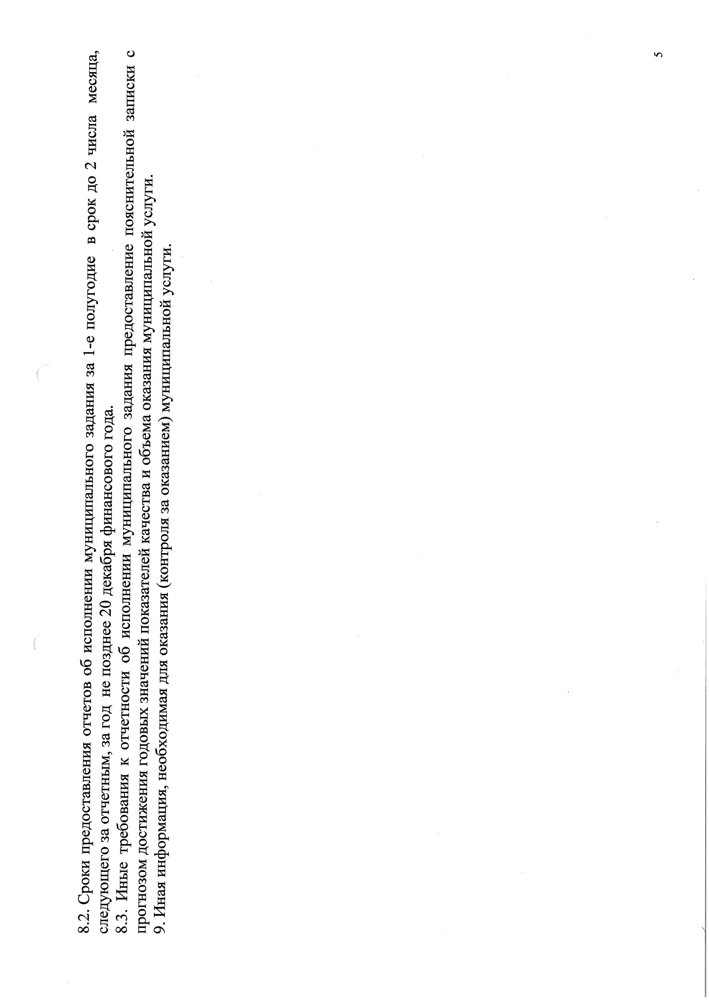 8.2. Сроки предоставления отчетов об исполнении муниципального задания за 1-е полугодие в срок до 2 числа месяца,
следующего за отчетным, за год не позднее 20 декабря финансового года.
8.3. Иные требования к отчетности об исполнении муниципального задания предоставление пояснительной записки с
прогнозом достижения годовых значений показателей качества и объема оказания муниципальной услуги.
9. Иная информация, необходимая для оказания (контроля за оказанием) муниципальной услуги.
5